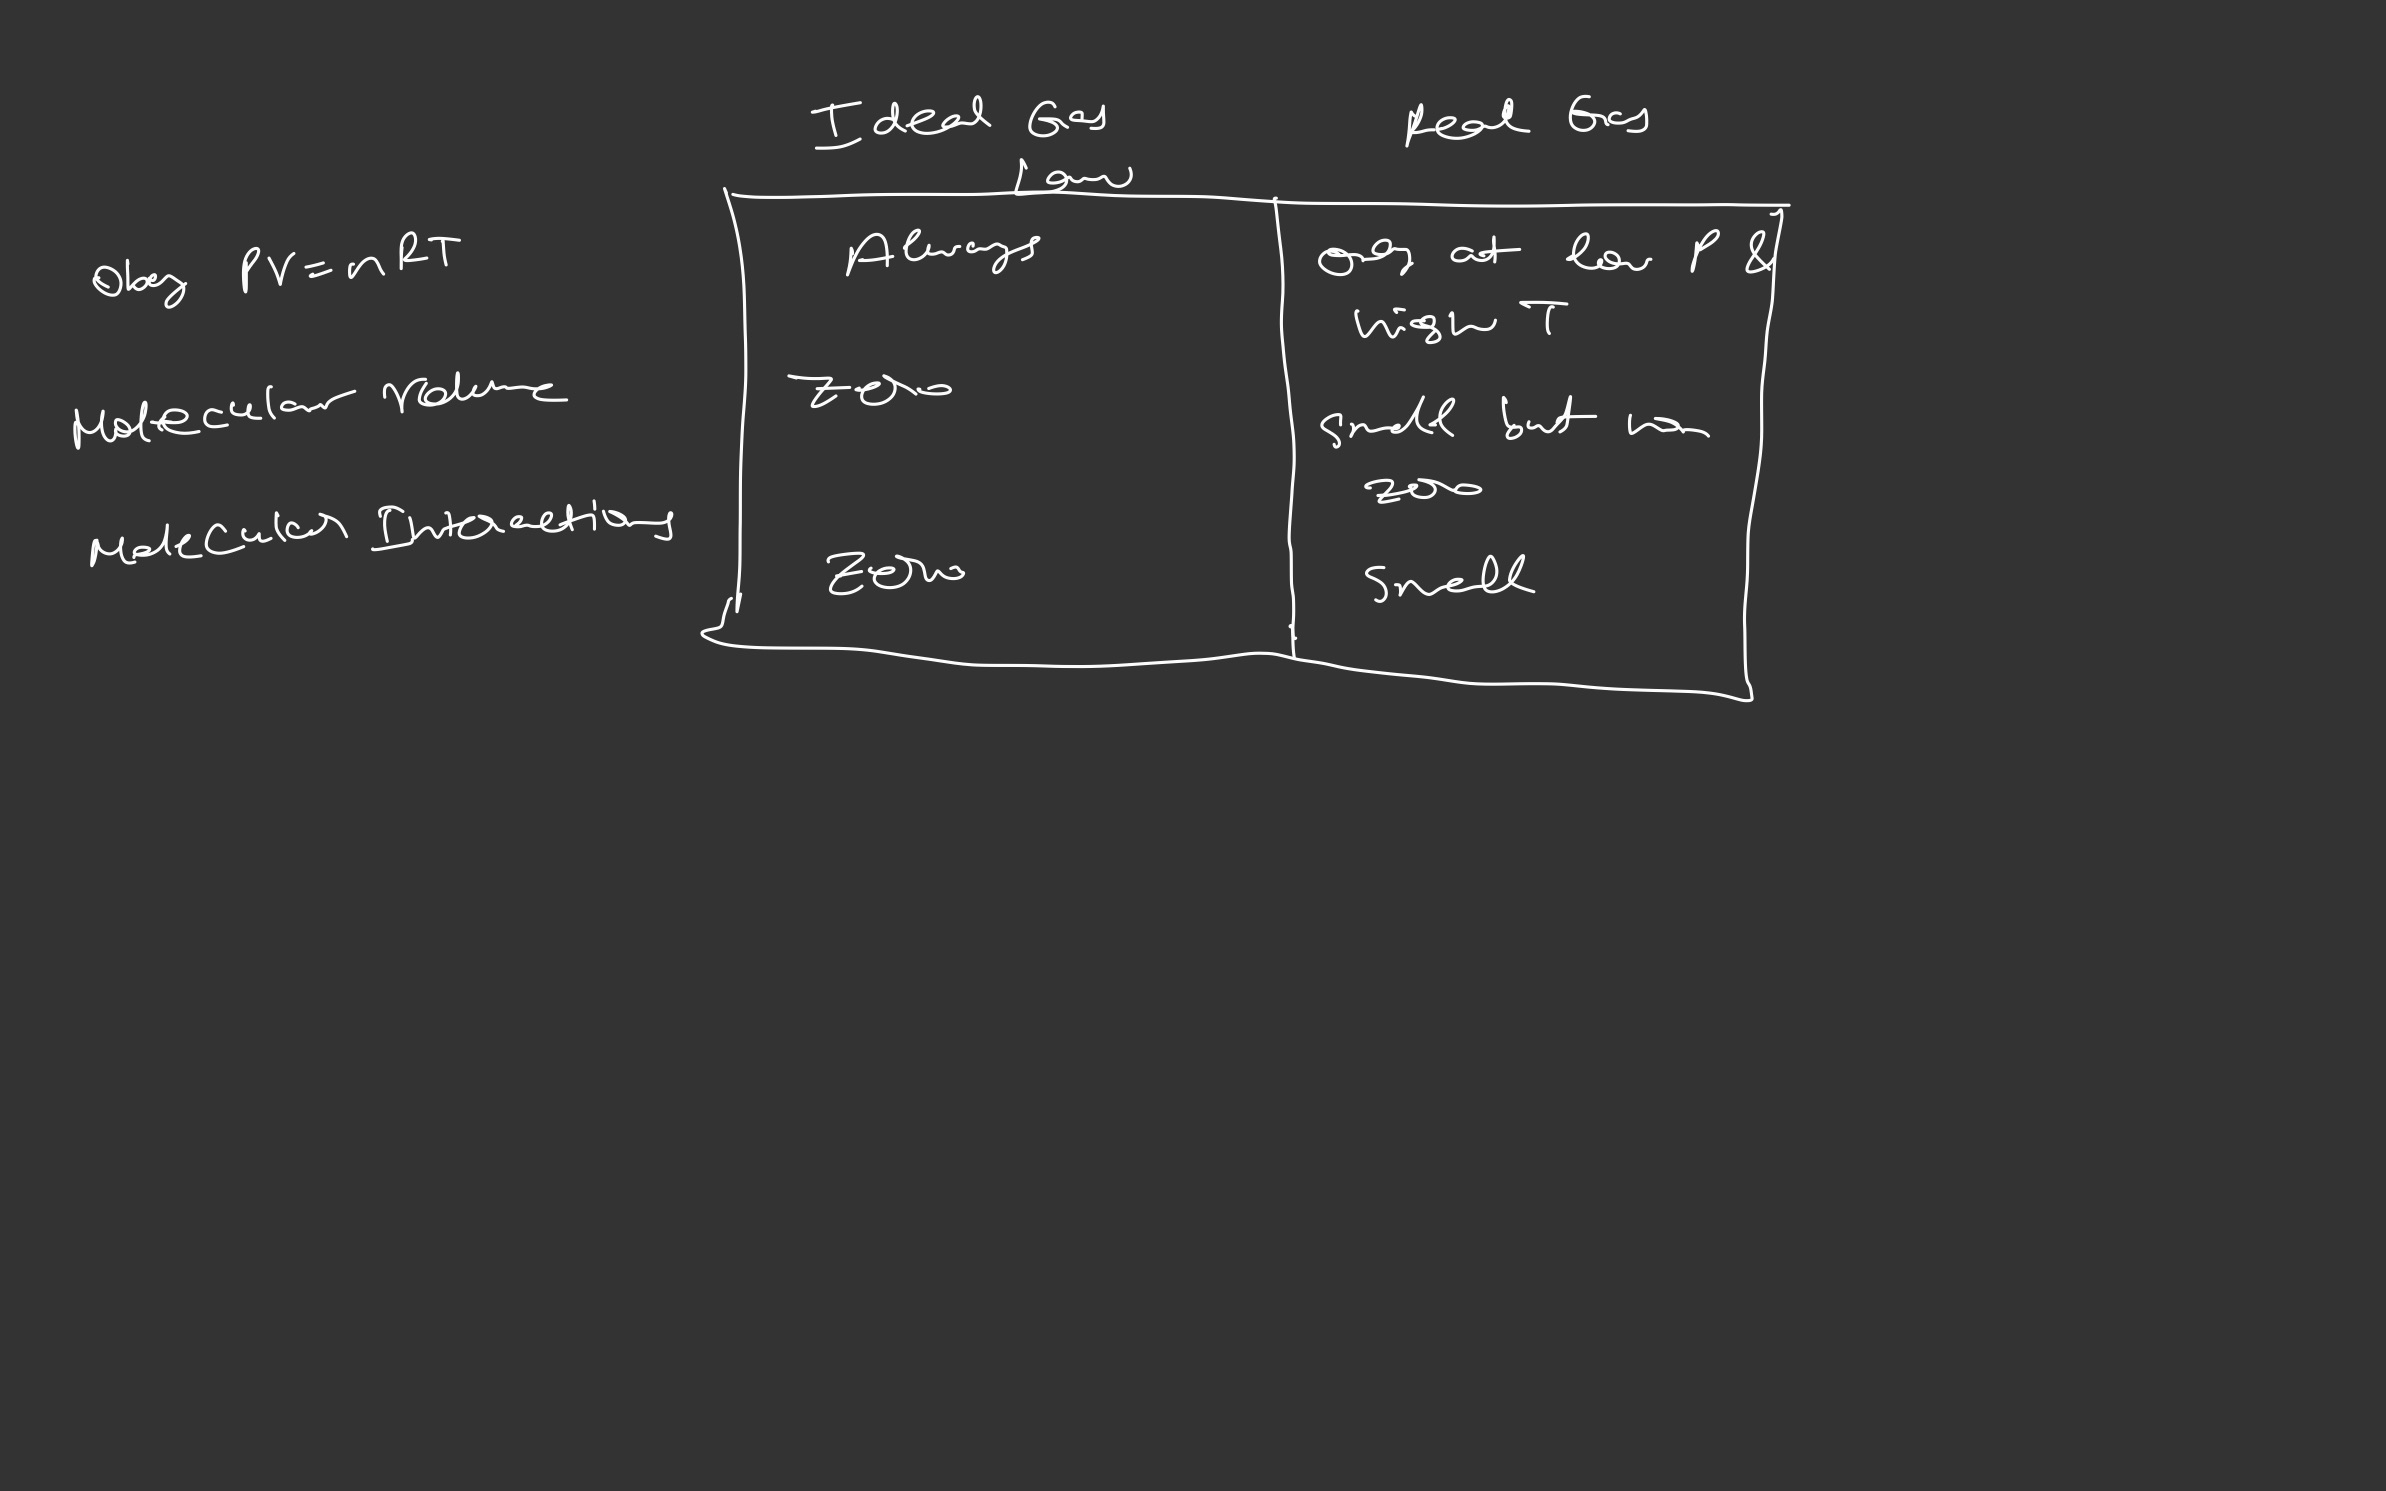 Ideal Gas Real Gas
Law
Obey PV=nRT Always Only at low P &
high T
Molecular Volume Zero Small but non
zero
Molecular Interactions Zero Small